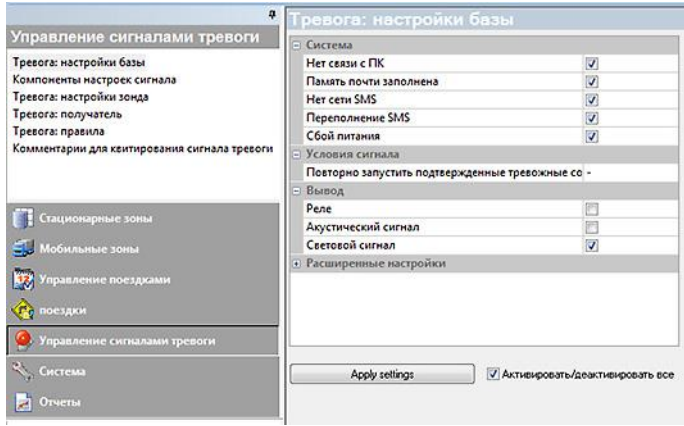 Управление сигналами тревоги
Тревога: настройки базы
Компоненты настроек сигнала
Тревога: настройки зонда
Тревога: получатель
Тревога: правила
Комментарии для квитирования сигнала тревоги
Стационарные зоны
Мобильные зоны
Управление поездками
поездки
Управление сигналами тревоги
Система
Отчеты
Тревога: настройки базы
Система
Нет связи с ПК
Память почти заполнена
Нет сети SMS
Переполнение SMS
Сбой питания
Условия сигнала
Повторно запустить подтвержденные тревожные со -
Вывод
Реле
Акустический сигнал
Световой сигнал
Расширенные настройки
Apply settings
Активировать/деактивировать все